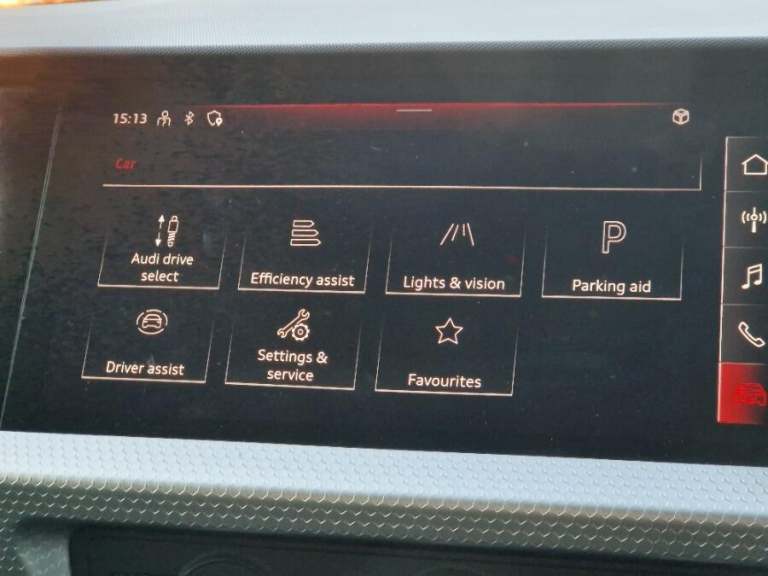 15:13
Car
Audi drive
select
Efficiency assist
Lights & vision
P
Parking aid
Driver assist
Settings &
service
Favourites